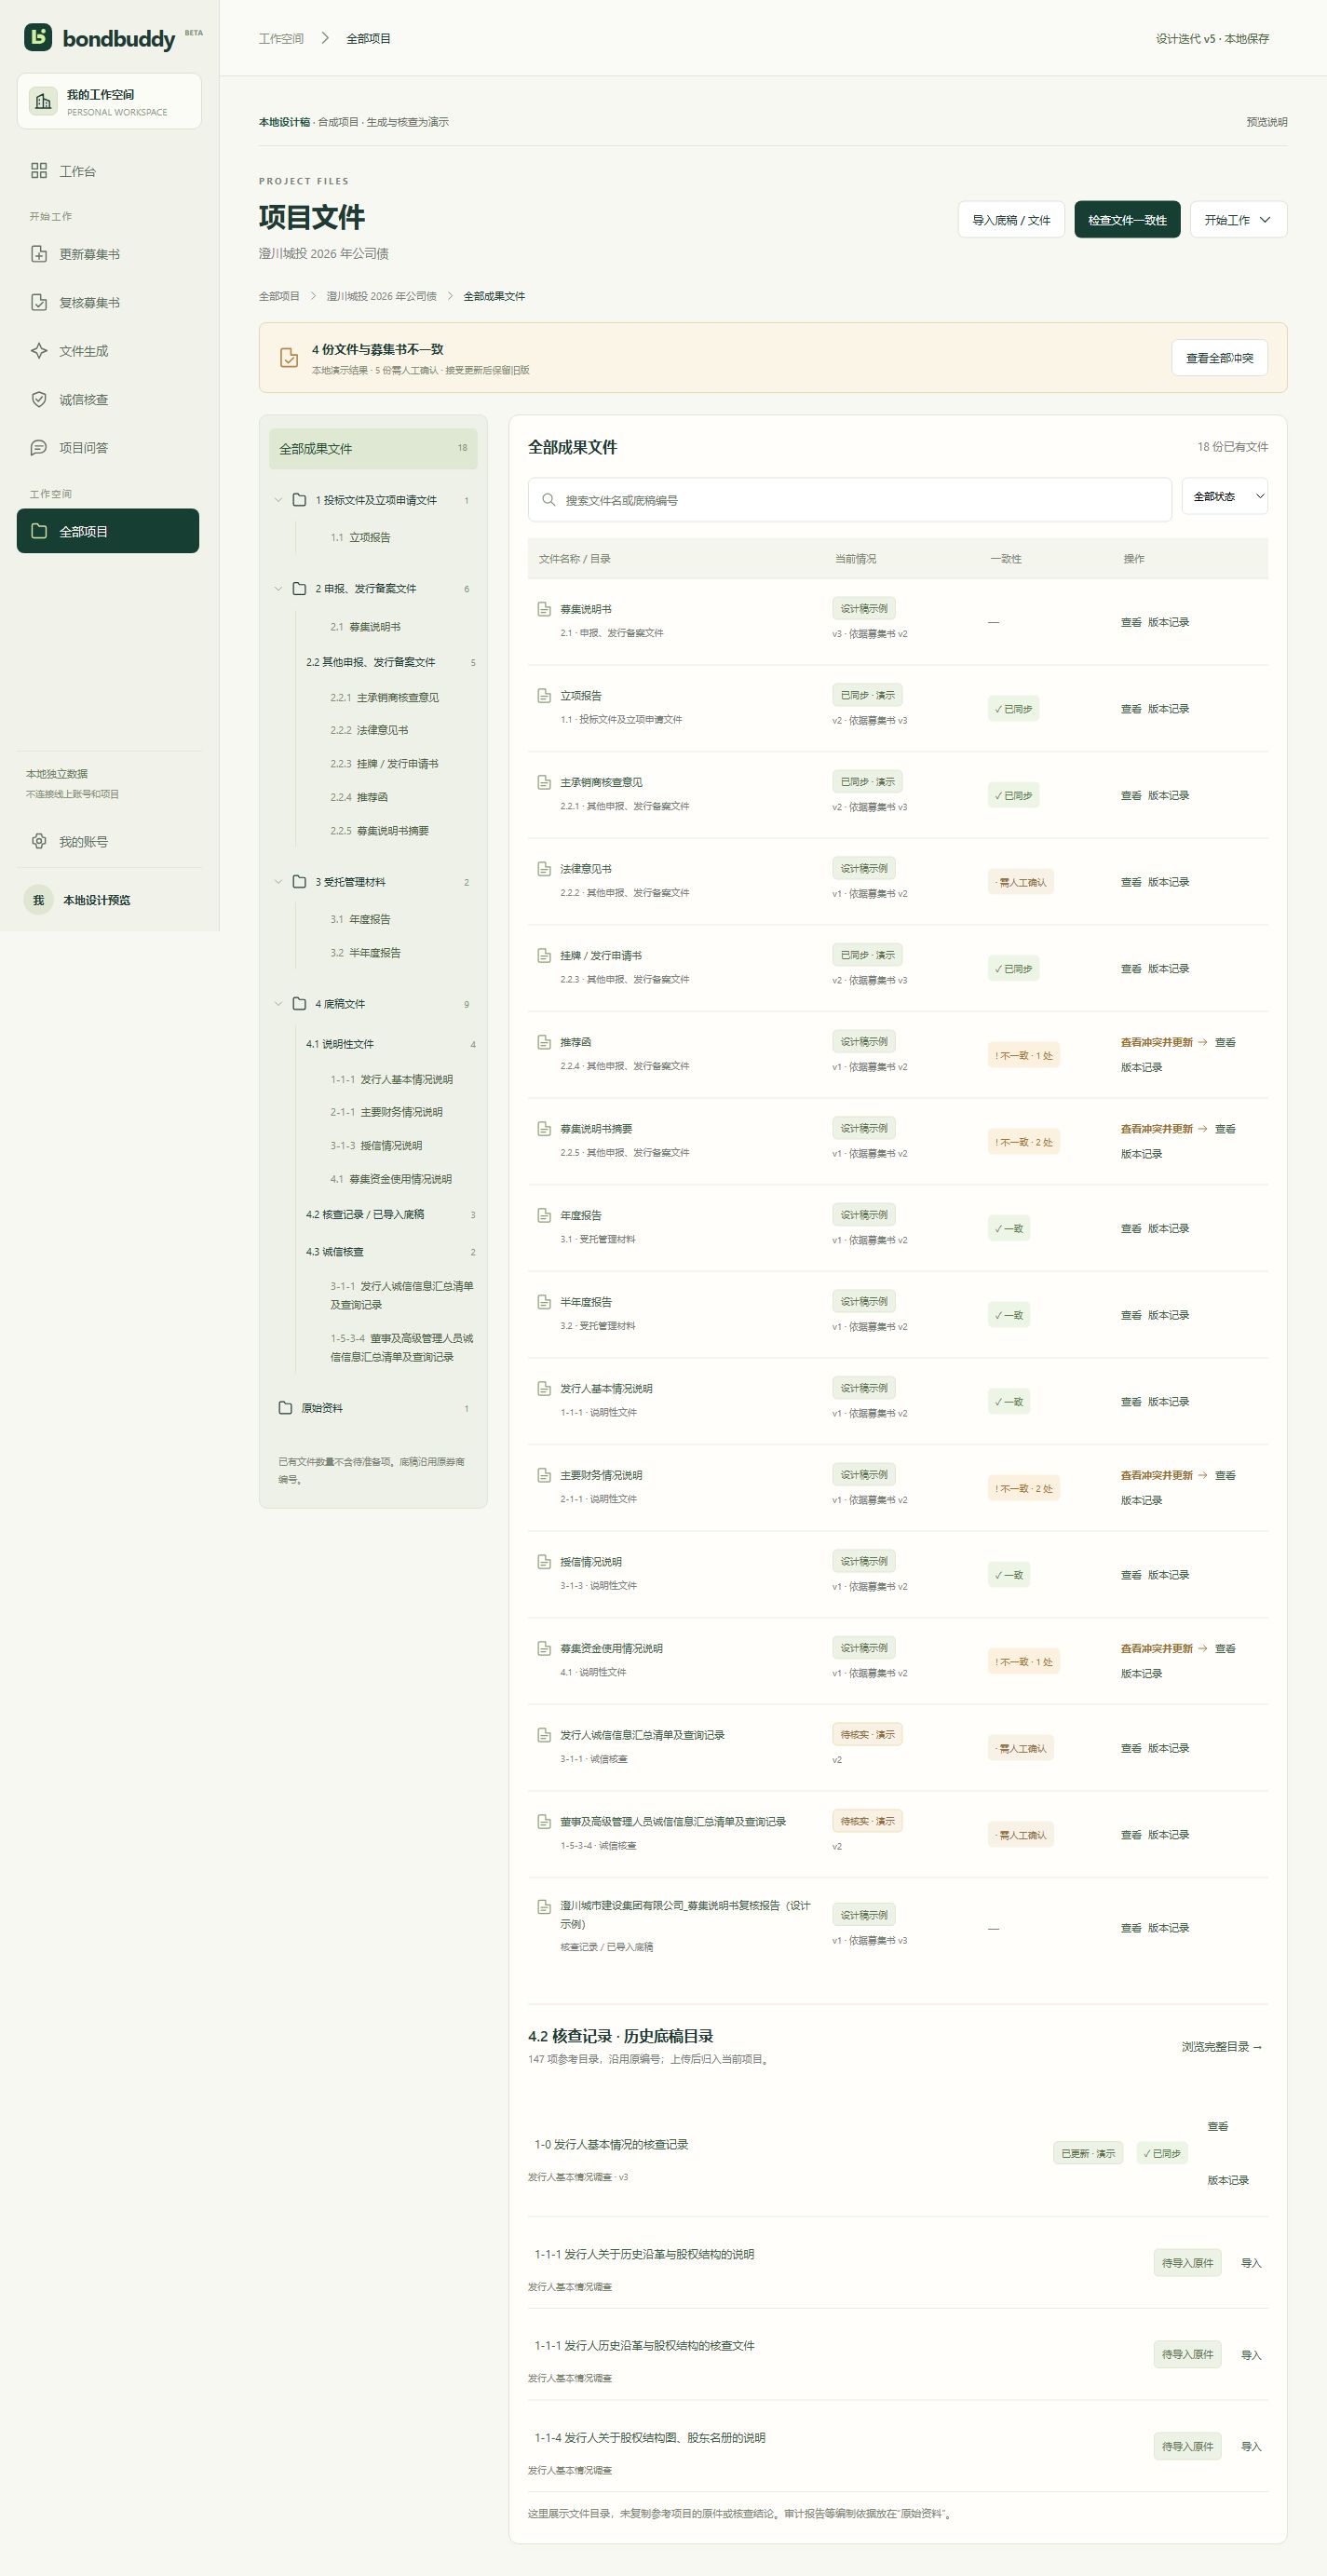 bondbuddy BETA
我的工作空间
PERSONAL WORKSPACE
工作台
开始工作
更新募集书
复核募集书
文件生成
诚信核查
项目问答
工作空间
全部项目
本地独立数据
不连接线上账号和项目
我的账号
我 本地设计预览
工作空间 全部项目
设计迭代 v5 · 本地保存
本地设计稿 · 合成项目 · 生成与核查为演示
预览说明
PROJECT FILES
项目文件
澄川城投 2026 年公司债
导入底稿 / 文件
检查文件一致性
开始工作
全部项目 澄川城投 2026 年公司债 全部成果文件
4 份文件与募集书不一致
本地演示结果 · 5 份需人工确认 · 接受更新后保留旧版
查看全部冲突
全部成果文件 18
1 投标文件及立项申请文件 1
1.1 立项报告
2 申报、发行备案文件 6
2.1 募集说明书
2.2 其他申报、发行备案文件 5
2.2.1 主承销商核查意见
2.2.2 法律意见书
2.2.3 挂牌 / 发行申请书
2.2.4 推荐函
2.2.5 募集说明书摘要
3 受托管理材料 2
3.1 年度报告
3.2 半年度报告
4 底稿文件 9
4.1 说明性文件 4
1-1-1 发行人基本情况说明
2-1-1 主要财务情况说明
3-1-3 授信情况说明
4.1 募集资金使用情况说明
4.2 核查记录 / 已导入底稿 3
4.3 诚信核查 2
3-1-1 发行人诚信信息汇总清单
及查询记录
1-5-3-4 董事及高级管理人员诚
信信息汇总清单及查询记录
原始资料 1
已有文件数量不含待准备项。底稿沿用原券商
编号。
全部成果文件
18 份已有文件
搜索文件名或底稿编号
全部状态
文件名称 / 目录 当前情况 一致性 操作
募集说明书
2.1 · 申报、发行备案文件
设计稿示例
v3 · 依据募集书 v2
—
查看 版本记录
立项报告
1.1 · 投标文件及立项申请文件
已同步 · 演示
v2 · 依据募集书 v3
✓ 已同步
查看 版本记录
主承销商核查意见
2.2.1 · 其他申报、发行备案文件
已同步 · 演示
v2 · 依据募集书 v3
✓ 已同步
查看 版本记录
法律意见书
2.2.2 · 其他申报、发行备案文件
设计稿示例
v1 · 依据募集书 v2
· 需人工确认
查看 版本记录
挂牌 / 发行申请书
2.2.3 · 其他申报、发行备案文件
已同步 · 演示
v2 · 依据募集书 v3
✓ 已同步
查看 版本记录
推荐函
2.2.4 · 其他申报、发行备案文件
设计稿示例
v1 · 依据募集书 v2
! 不一致 · 1 处
查看冲突并更新 → 查看
版本记录
募集说明书摘要
2.2.5 · 其他申报、发行备案文件
设计稿示例
v1 · 依据募集书 v2
! 不一致 · 2 处
查看冲突并更新 → 查看
版本记录
年度报告
3.1 · 受托管理材料
设计稿示例
v1 · 依据募集书 v2
✓ 一致
查看 版本记录
半年度报告
3.2 · 受托管理材料
设计稿示例
v1 · 依据募集书 v2
✓ 一致
查看 版本记录
发行人基本情况说明
1-1-1 · 说明性文件
设计稿示例
v1 · 依据募集书 v2
✓ 一致
查看 版本记录
主要财务情况说明
2-1-1 · 说明性文件
设计稿示例
v1 · 依据募集书 v2
! 不一致 · 2 处
查看冲突并更新 → 查看
版本记录
授信情况说明
3-1-3 · 说明性文件
设计稿示例
v1 · 依据募集书 v2
✓ 一致
查看 版本记录
募集资金使用情况说明
4.1 · 说明性文件
设计稿示例
v1 · 依据募集书 v2
! 不一致 · 1 处
查看冲突并更新 → 查看
版本记录
发行人诚信信息汇总清单及查询记录
3-1-1 · 诚信核查
待核实 · 演示
v2
· 需人工确认
查看 版本记录
董事及高级管理人员诚信信息汇总清单及查询记录
1-5-3-4 · 诚信核查
待核实 · 演示
v2
· 需人工确认
查看 版本记录
澄川城市建设集团有限公司_募集说明书复核报告（设计
示例）
核查记录 / 已导入底稿
设计稿示例
v1 · 依据募集书 v3
—
查看 版本记录
4.2 核查记录 · 历史底稿目录
147 项参考目录，沿用原编号；上传后归入当前项目。
浏览完整目录 →
1-0 发行人基本情况的核查记录
发行人基本情况调查 · v3
已更新 · 演示
✓ 已同步
查看
版本记录
1-1-1 发行人关于历史沿革与股权结构的说明
发行人基本情况调查
待导入原件
导入
1-1-1 发行人历史沿革与股权结构的核查文件
发行人基本情况调查
待导入原件
导入
1-1-4 发行人关于股权结构图、股东名册的说明
发行人基本情况调查
待导入原件
导入
这里展示文件目录，未复制参考项目的原件或核查结论。审计报告等编制依据放在“原始资料”。